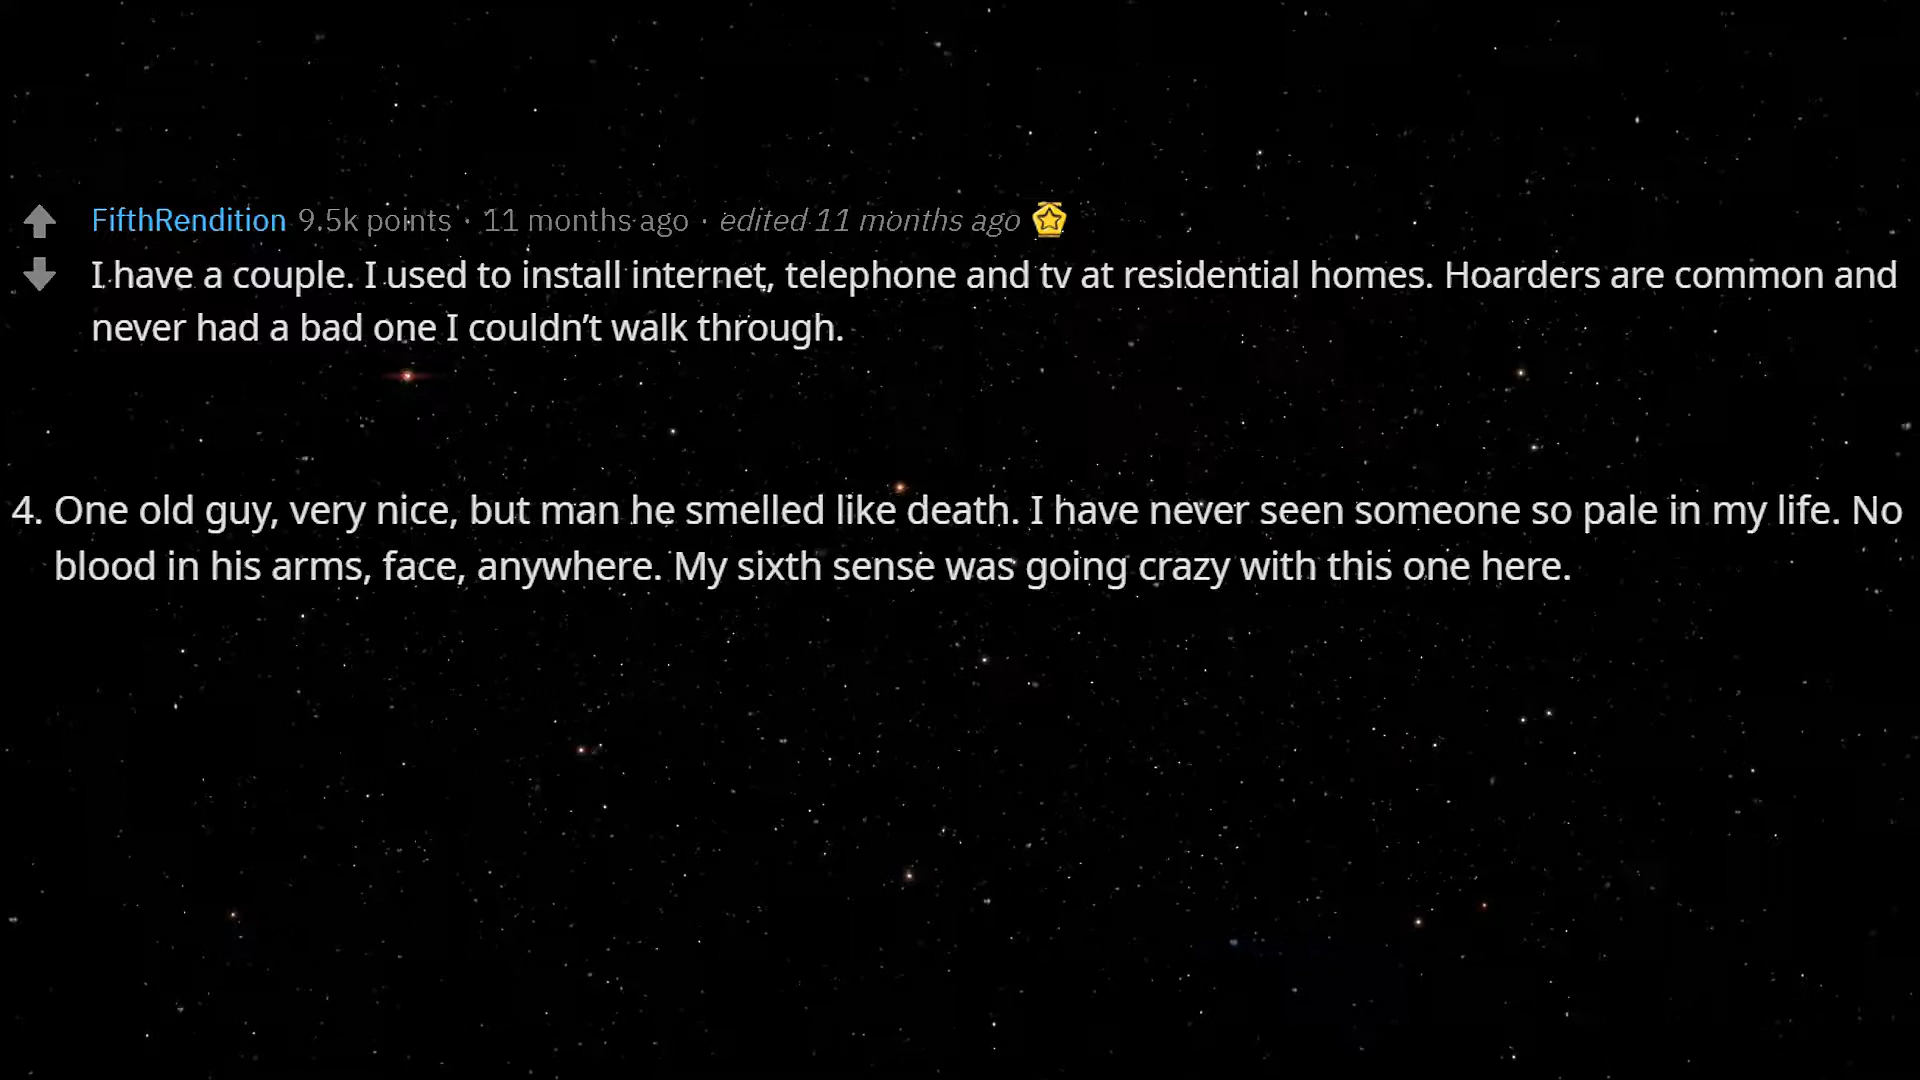 FifthRendition 9.5k points · 11 months ago · edited 11 months ago
I have a couple. I used to install internet, telephone and tv at residential homes. Hoarders are common and
never had a bad one I couldn’t walk through.
4. One old guy, very nice, but man he smelled like death. I have never seen someone so pale in my life. No
blood in his arms, face, anywhere. My sixth sense was going crazy with this one here.